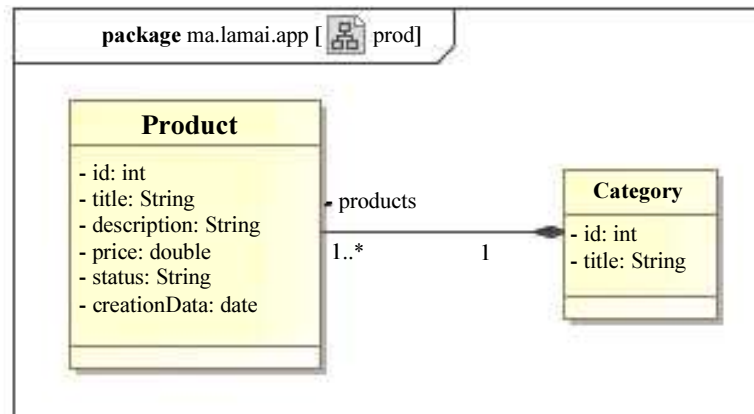 package ma.lamai.app [ prod]
Product
- id: int
- title: String
- description: String
- price: double
- status: String
- creationData: date
- products
1..*
1
Category
- id: int
- title: String